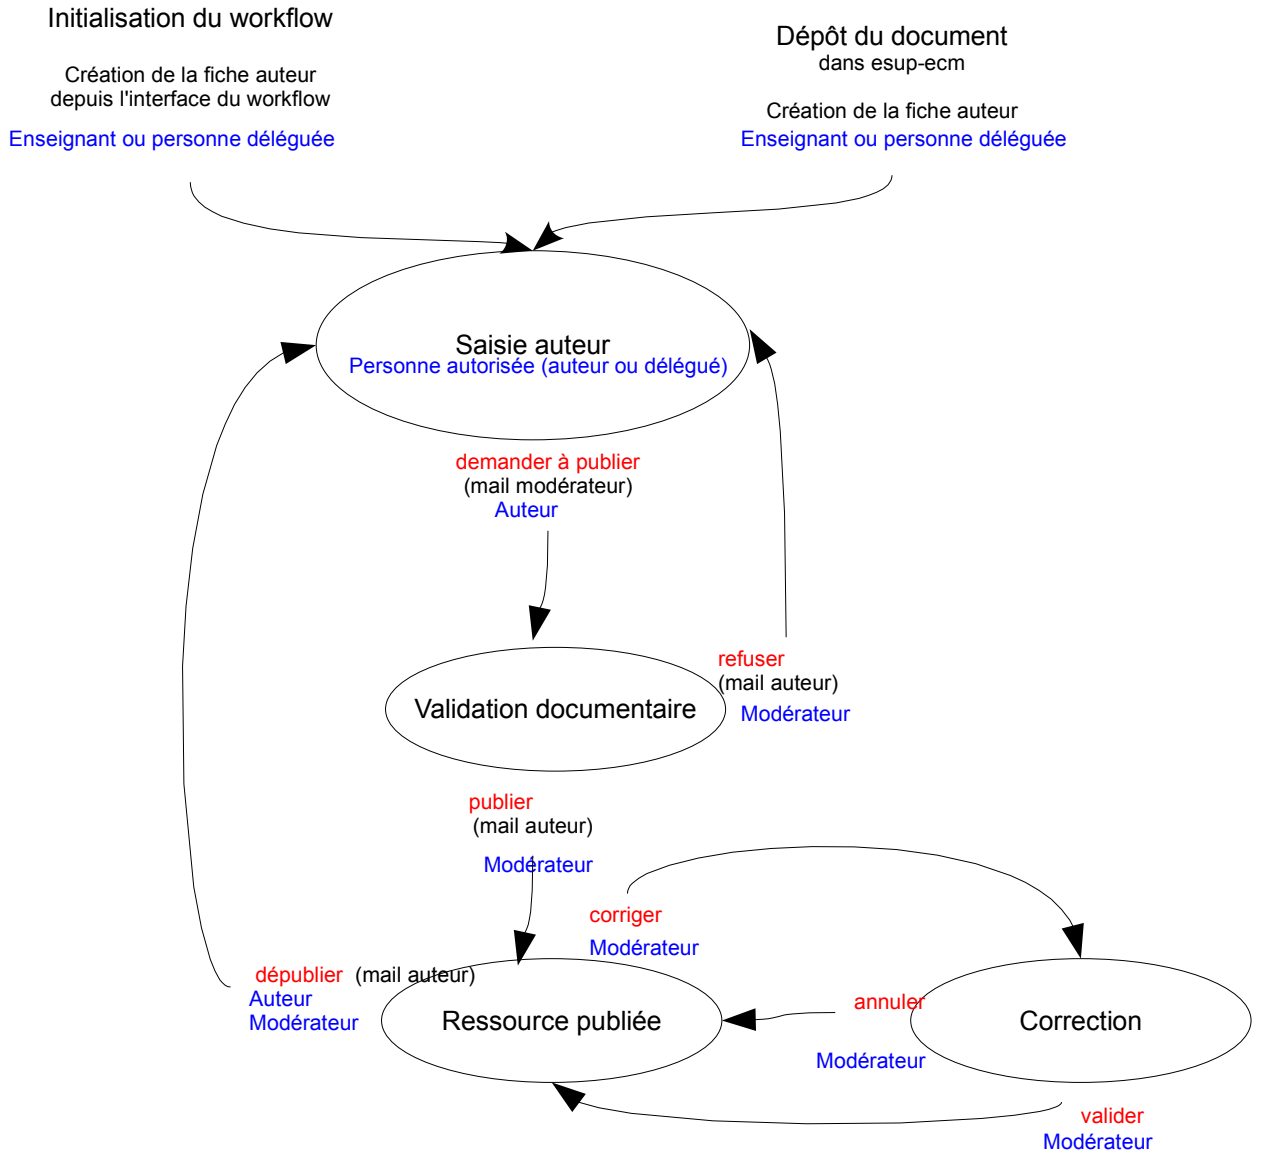 Initialisation du workflow
Création de la fiche auteur
depuis l'interface du workflow
Enseignant ou personne déléguée
Dépôt du document
dans esup-ecm
Création de la fiche auteur
Enseignant ou personne déléguée
Saisie auteur
Personne autorisée (auteur ou délégué)
demander à publier
(mail modérateur)
Auteur
refuser
(mail auteur)
Modérateur
Validation documentaire
publier
(mail auteur)
Modérateur
corriger
Modérateur
dépublier (mail auteur)
Auteur
Modérateur
Ressource publiée
annuler
Modérateur
Correction
valider
Modérateur